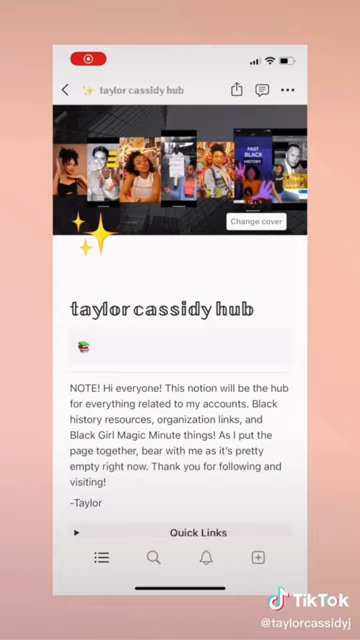 taylor cassidy hub
FAST
BLACK
HISTORY
Change cover
taylor cassidy hub
NOTE! Hi everyone! This notion will be the hub
for everything related to my accounts. Black
history resources, organization links, and
Black Girl Magic Minute things! As I put the
page together, bear with me as it's pretty
empty right now. Thank you for following and
visiting!
-Taylor
Quick Links
TikTok
@taylorcassidyj